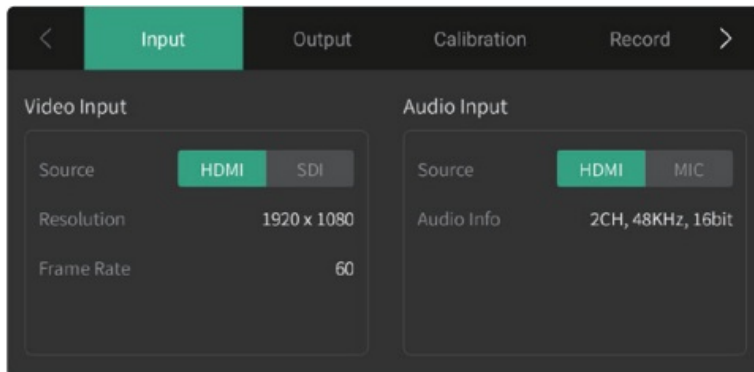 Input Output Calibration Record
Video Input
Source HDMI SDI
Resolution 1920 x 1080
Frame Rate 60
Audio Input
Source HDMI MIC
Audio Info 2CH, 48KHz, 16bit